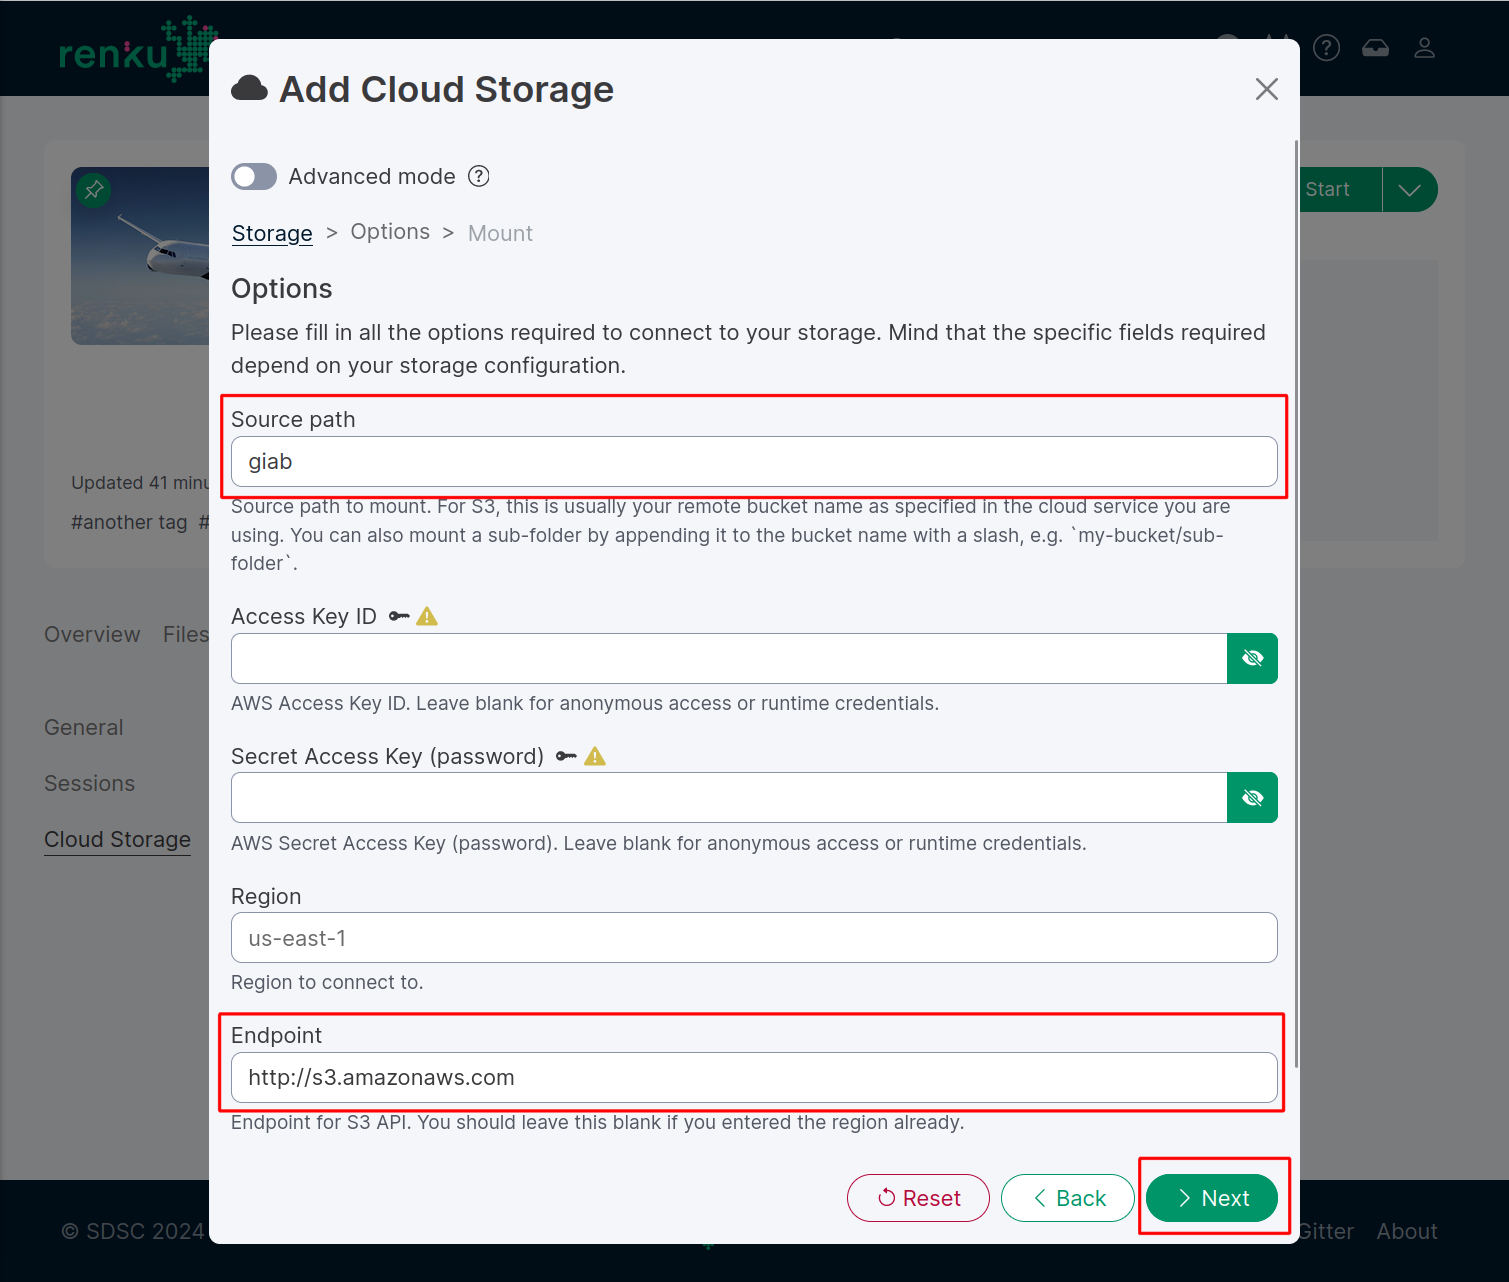 renku
Add Cloud Storage
Start
Advanced mode
Storage > Options > Mount
Options
Please fill in all the options required to connect to your storage. Mind that the specific fields required
depend on your storage configuration.
Source path
giab
Source path to mount. For S3, this is usually your remote bucket name as specified in the cloud service you are
using. You can also mount a sub-folder by appending it to the bucket name with a slash, e.g. `my-bucket/sub-
folder`.
Updated 41 minu
#another tag #
Access Key ID
AWS Access Key ID. Leave blank for anonymous access or runtime credentials.
Overview Files
General
Sessions
Cloud Storage
Secret Access Key (password)
AWS Secret Access Key (password). Leave blank for anonymous access or runtime credentials.
Region
us-east-1
Region to connect to.
Endpoint
http://s3.amazonaws.com
Endpoint for S3 API. You should leave this blank if you entered the region already.
Reset Back Next
© SDSC 2024
Gitter About